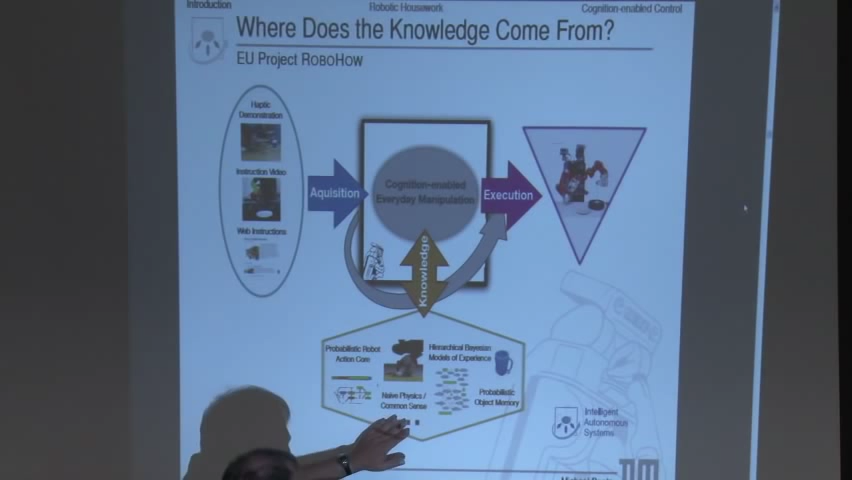 Introduction
Robotic Housework
Cognition-enabled Control
Where Does the Knowledge Come From?
EU Project ROBOHOW
Haptic
Demonstration
Instruction Video
Web Instructions
Aquisition
Cognition-enabled
Everyday Manipulation
Execution
Knowledge
Probabilistic Robot
Action Core
Hierarchical Bayesian
Models of Experience
Naive Physics /
Common Sense
Probabilistic
Object Memory
Intelligent
Autonomous
Systems